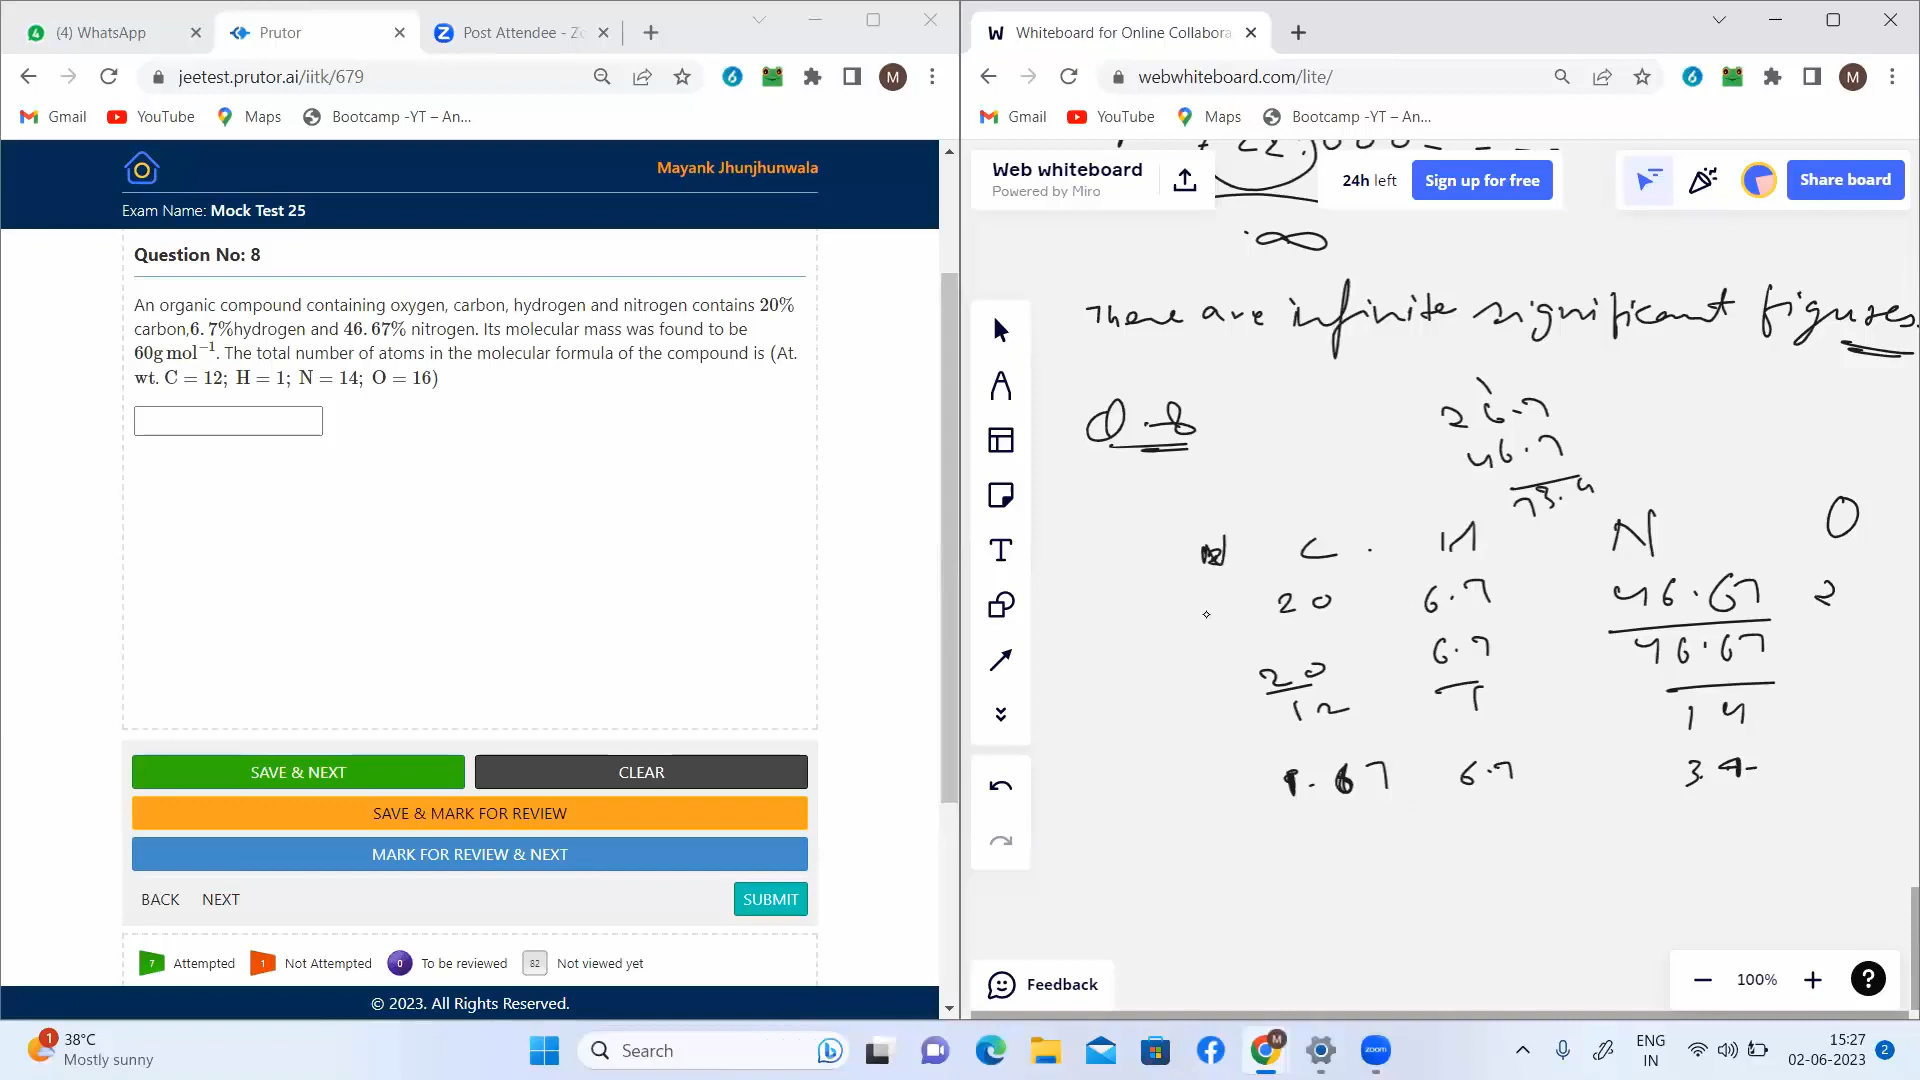 (4) WhatsApp
Prutor
Post Attendee - Zo
jeetest.prutor.ai/iitk/679
M
Gmail
YouTube
Maps
Bootcamp -YT – An...
Mayank Jhunjhunwala
Exam Name: Mock Test 25
Question No: 8
An organic compound containing oxygen, carbon, hydrogen and nitrogen contains 20%
carbon,6. 7%hydrogen and 46. 67% nitrogen. Its molecular mass was found to be
60g mol⁻¹. The total number of atoms in the molecular formula of the compound is (At.
wt. C = 12; H = 1; N = 14; O = 16)
SAVE & NEXT
CLEAR
SAVE & MARK FOR REVIEW
MARK FOR REVIEW & NEXT
BACK
NEXT
SUBMIT
7 Attempted
1 Not Attempted
0 To be reviewed
82 Not viewed yet
© 2023. All Rights Reserved.
W Whiteboard for Online Collabora
webwhiteboard.com/lite/
M
Gmail
YouTube
Maps
Bootcamp -YT – An...
Web whiteboard
Powered by Miro
24h left
Sign up for free
Share board
∞
There are infinite significant figures.
Q.8
26.7
46.7
73.4
C . H N O
20 6.7 46.67 2
20 6.7 46.67
12 1 14
1.67 6.7 3.
Feedback
100%
?
1
38°C
Mostly sunny
Search
M
zoom
ENG
IN
15:27
02-06-2023
2